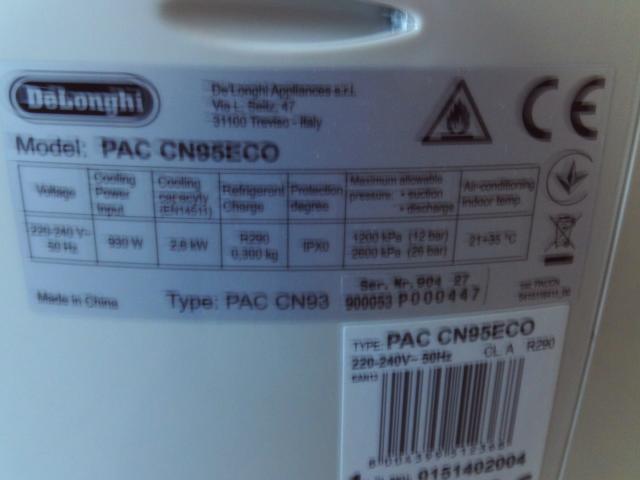 DeLonghi
De'Longhi Appliances s.r.l.
Via L. Seitz, 47
31100 Treviso - Italy
CE
Model: PAC CN95ECO
Voltage
Cooling Power Input
Cooling capacity (EN14511)
Refrigerant Charge
Protection degree
Maximum allowable pressure • suction • discharge
Air-conditioning indoor temp.
220-240 V~ 50 Hz
930 W
2,6 kW
R290 0,300 kg
IPX0
1200 kPa (12 bar)
2600 kPa (26 bar)
21÷35 °C
Made in China
Type: PAC CN93
Ser. Nr. 904 27
900053 P000447
TYPE: PAC CN95ECO
220-240V~ 50Hz CL A R290
EAN13
0151402004